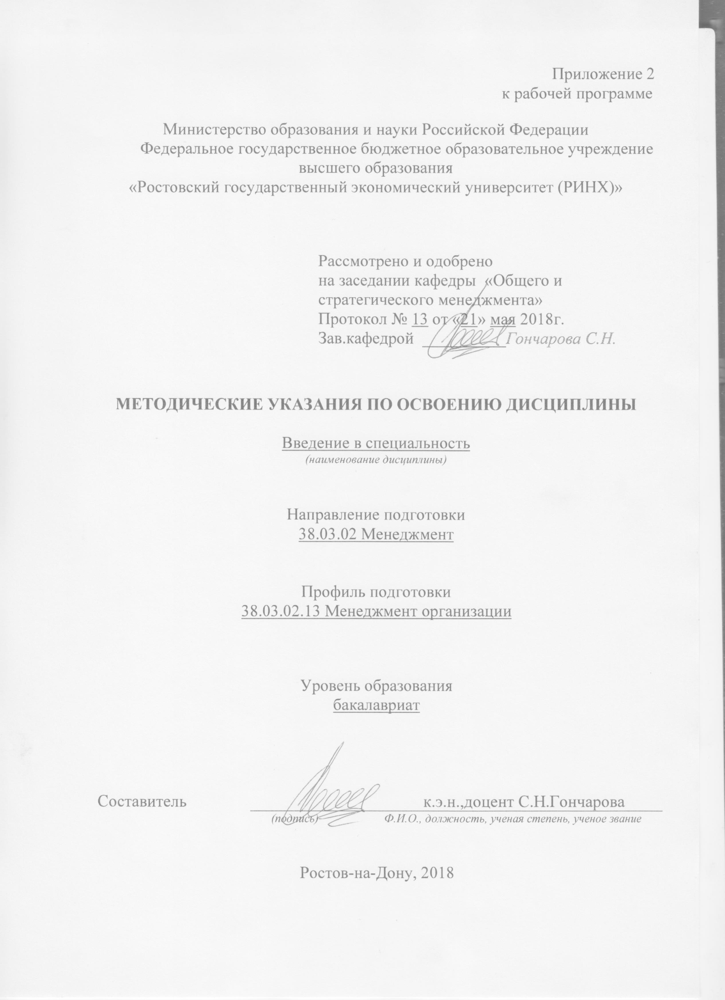 Приложение 2
к рабочей программе
Министерство образования и науки Российской Федерации
Федеральное государственное бюджетное образовательное учреждение
высшего образования
«Ростовский государственный экономический университет (РИНХ)»
Рассмотрено и одобрено
на заседании кафедры «Общего и
стратегического менеджмента»
Протокол № 13 от «21» мая 2018г.
Зав.кафедрой Гончарова С.Н.
МЕТОДИЧЕСКИЕ УКАЗАНИЯ ПО ОСВОЕНИЮ ДИСЦИПЛИНЫ
Введение в специальность
(наименование дисциплины)
Направление подготовки
38.03.02 Менеджмент
Профиль подготовки
38.03.02.13 Менеджмент организации
Уровень образования
бакалавриат
Составитель к.э.н.,доцент С.Н.Гончарова
(подпись) Ф.И.О., должность, ученая степень, ученое звание
Ростов-на-Дону, 2018